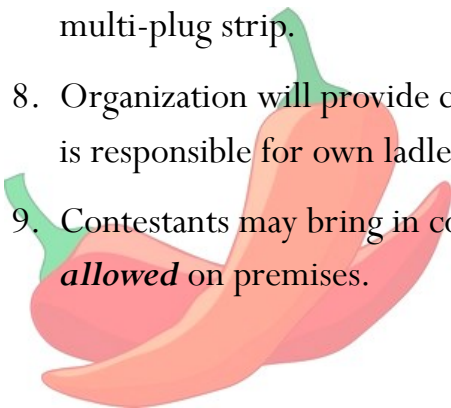 multi-plug strip.
8. Organization will provide
is responsible for own ladle
9. Contestants may bring in
allowed on premises.